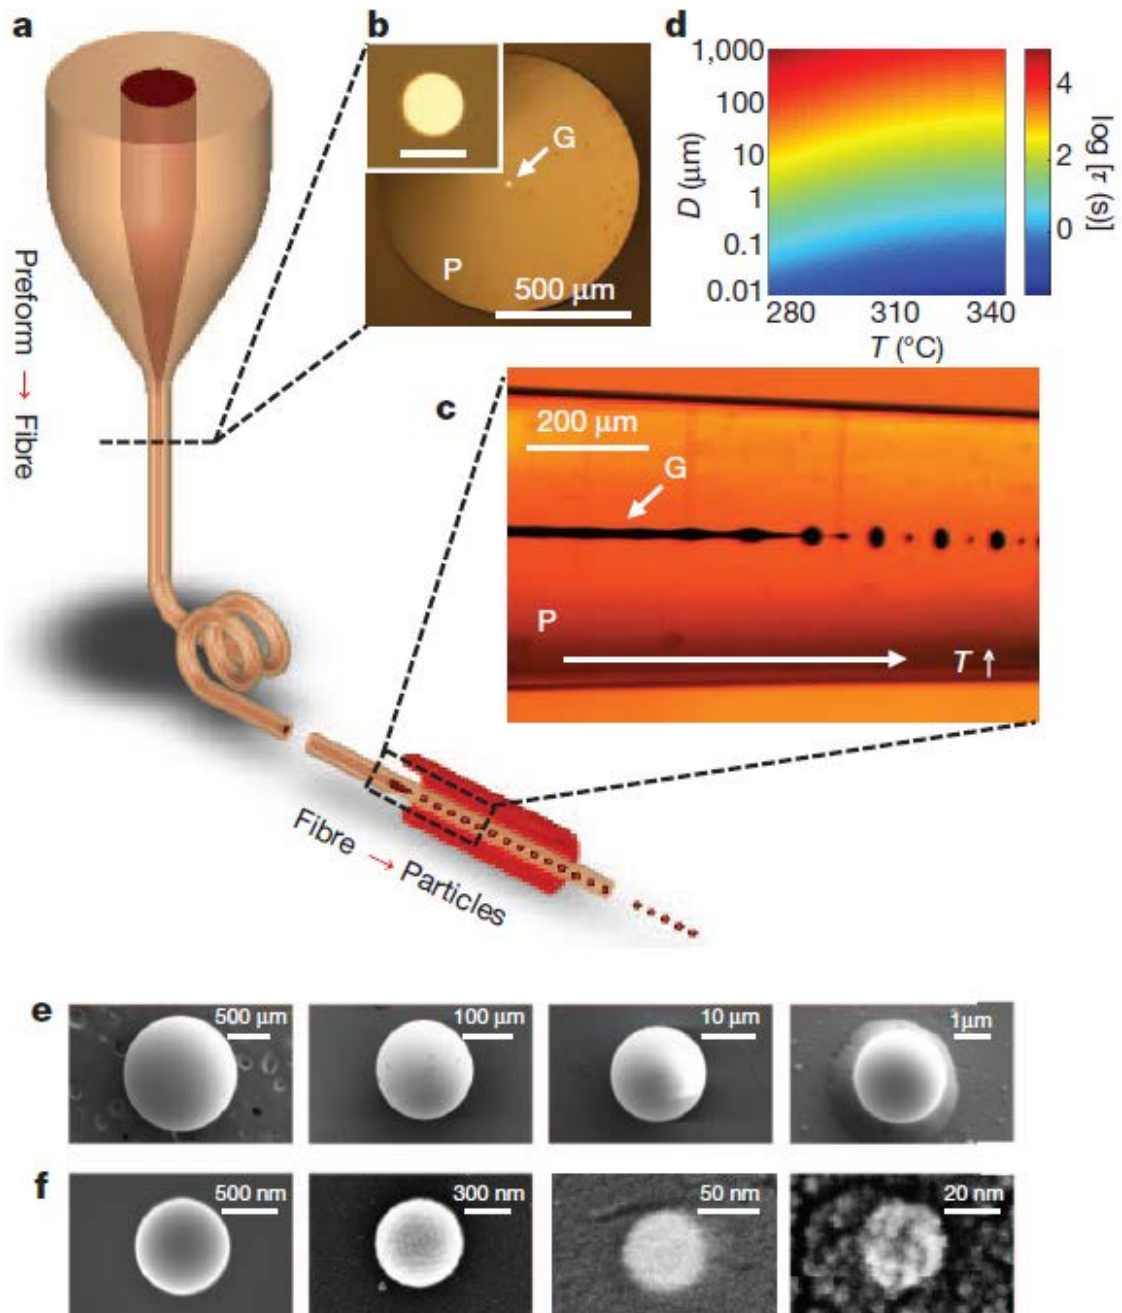 a
b
d
G
P
500 μm
1,000
100
10
1
0.1
0.01
D (μm)
280
310
340
T (°C)
4
2
0
log [τ (s)]
Preform → Fibre
c
200 μm
G
P
T ↑
Fibre → Particles
e
500 μm
100 μm
10 μm
1μm
f
500 nm
300 nm
50 nm
20 nm